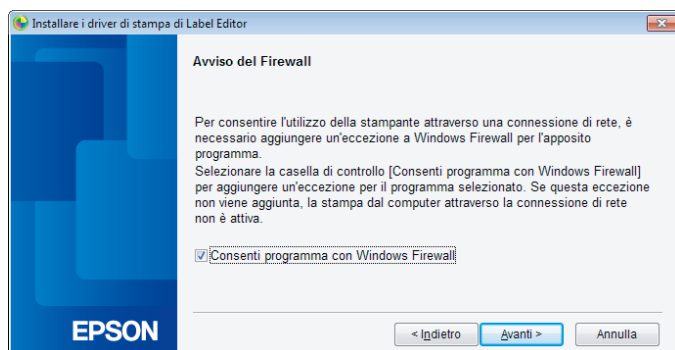 Installare i driver di stampa di Label Editor
Avviso del Firewall
Per consentire l'utilizzo della stampante attraverso una connessione di rete, è
necessario aggiungere un'eccezione a Windows Firewall per l'apposito
programma.
Selezionare la casella di controllo [Consenti programma con Windows Firewall]
per aggiungere un'eccezione per il programma selezionato. Se questa eccezione
non viene aggiunta, la stampa dal computer attraverso la connessione di rete
non è attiva.
Consenti programma con Windows Firewall
EPSON
< Indietro
Avanti >
Annulla